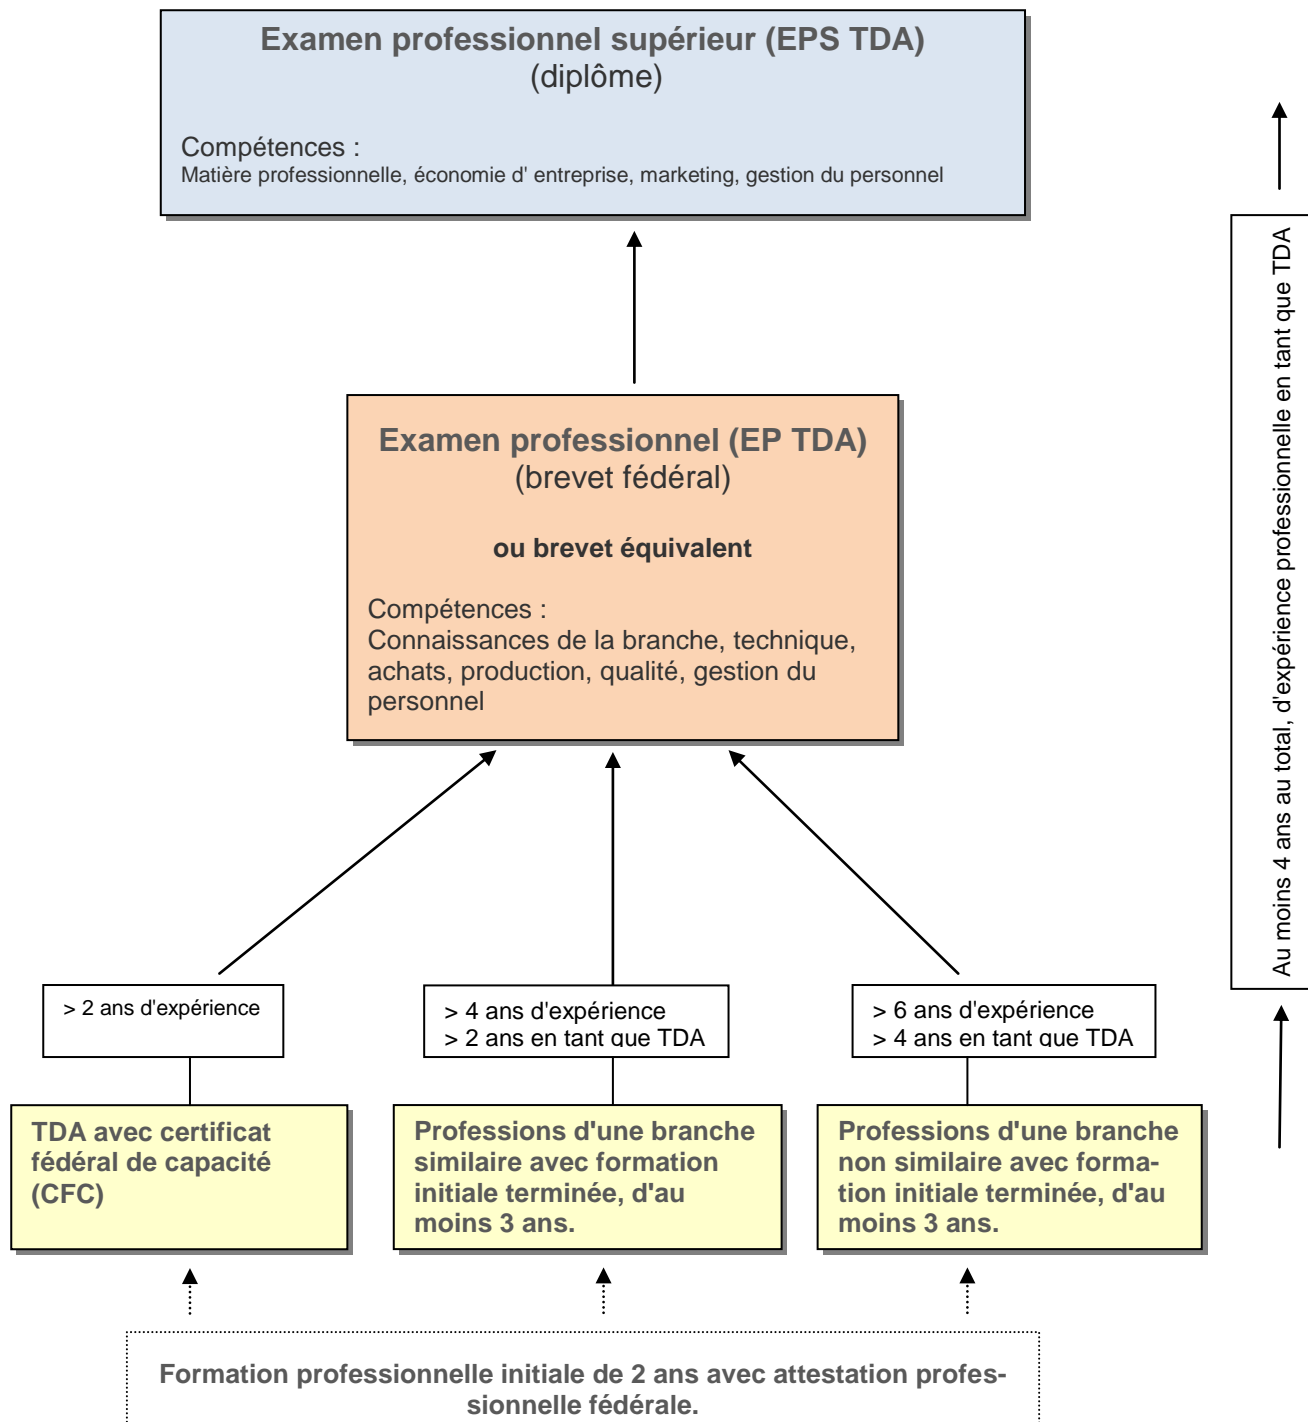 Examen professionnel supérieur (EPS TDA)
(diplôme)
Compétences :
Matière professionnelle, économie d' entreprise, marketing, gestion du personnel
Au moins 4 ans au total, d'expérience professionnelle en tant que TDA
Examen professionnel (EP TDA)
(brevet fédéral)
ou brevet équivalent
Compétences :
Connaissances de la branche, technique,
achats, production, qualité, gestion du
personnel
> 2 ans d'expérience
> 4 ans d'expérience
> 2 ans en tant que TDA
> 6 ans d'expérience
> 4 ans en tant que TDA
TDA avec certificat
fédéral de capacité
(CFC)
Professions d'une branche
similaire avec formation
initiale terminée, d'au
moins 3 ans.
Professions d'une branche
non similaire avec forma-
tion initiale terminée, d'au
moins 3 ans.
Formation professionnelle initiale de 2 ans avec attestation profes-
sionnelle fédérale.